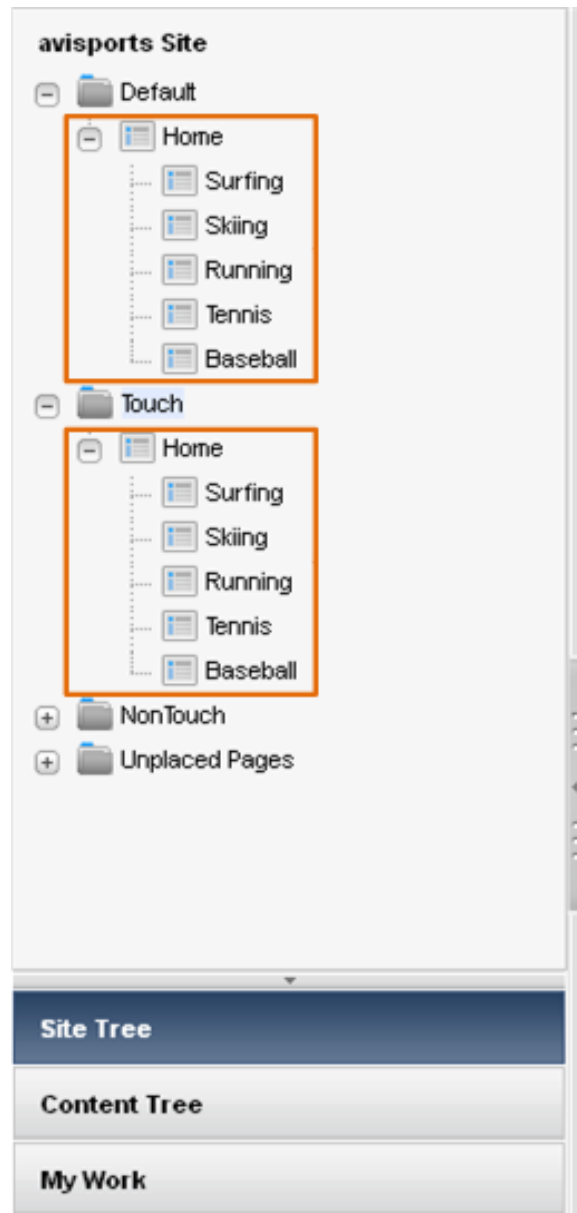 avisports Site
Default
Home
Surfing
Skiing
Running
Tennis
Baseball
Touch
Home
Surfing
Skiing
Running
Tennis
Baseball
NonTouch
Unplaced Pages
Site Tree
Content Tree
My Work